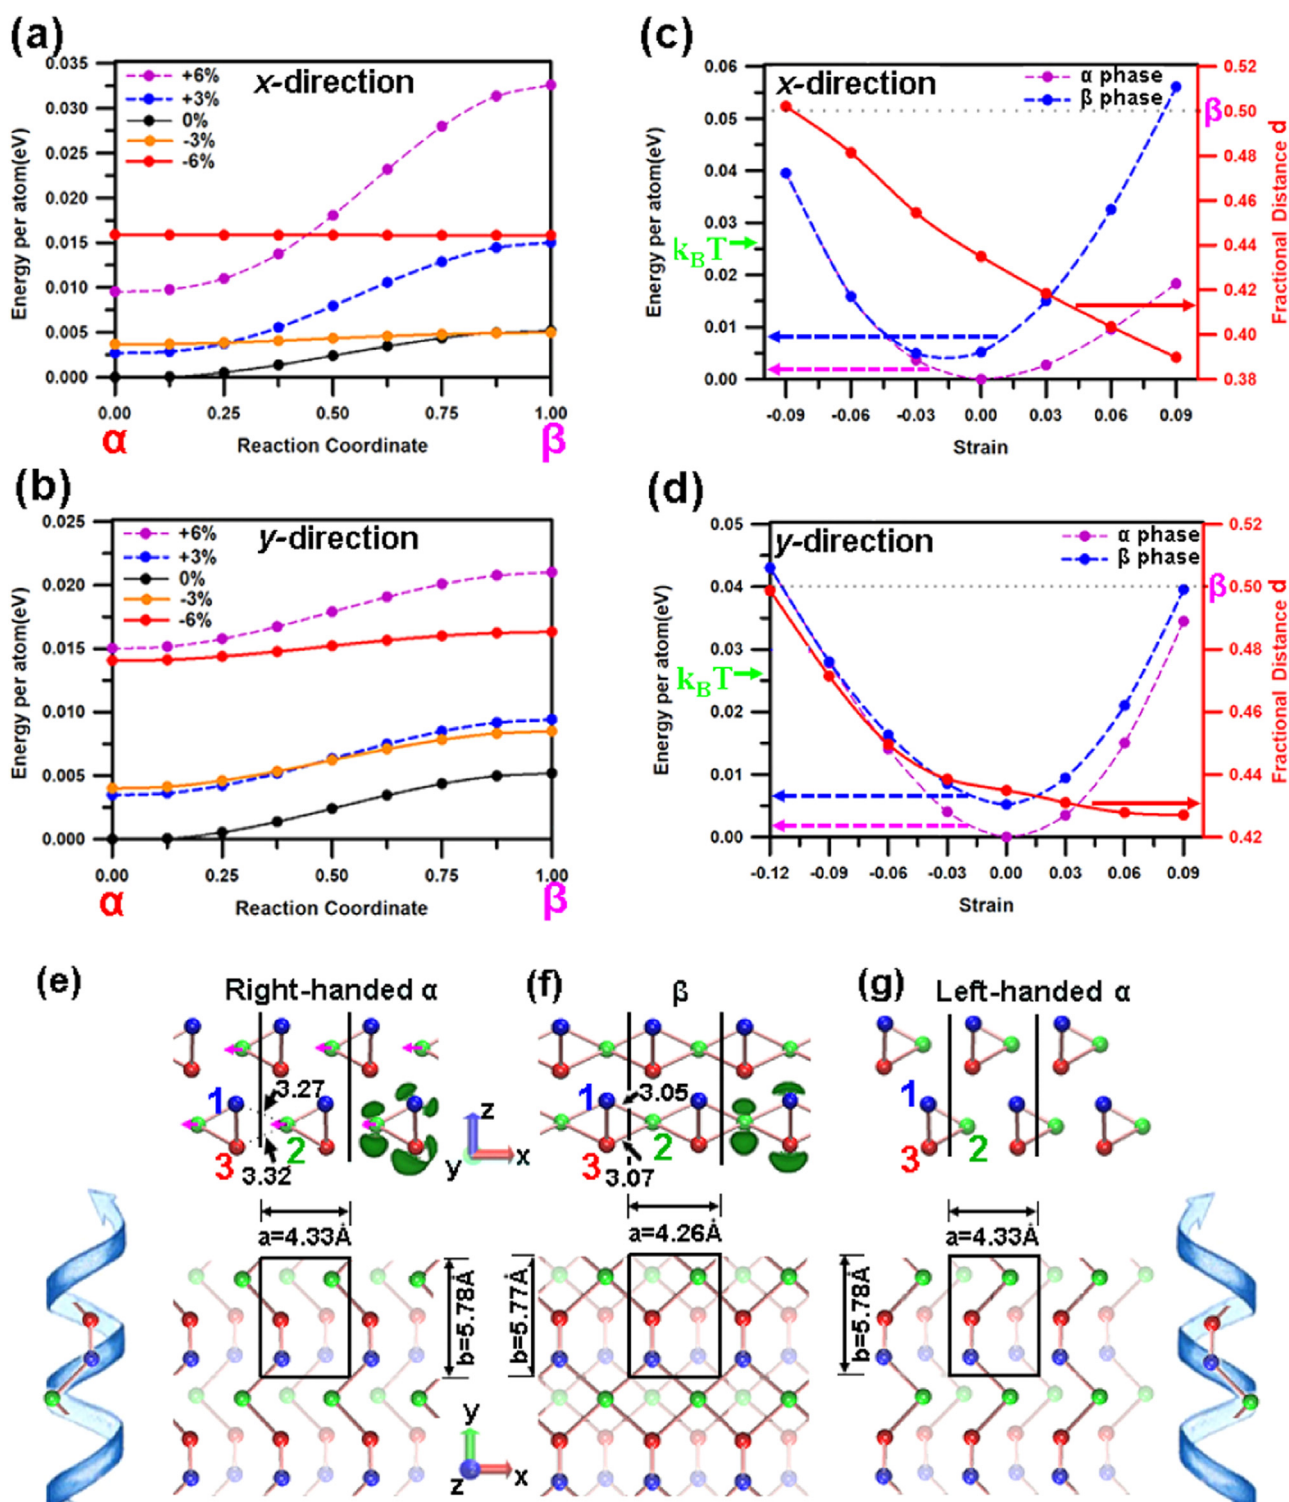 (a)
x-direction
+6%
+3%
0%
-3%
-6%
Energy per atom(eV)
0.035
0.030
0.025
0.020
0.015
0.010
0.005
0.000
0.00 0.25 0.50 0.75 1.00
α Reaction Coordinate β
(c)
x-direction
α phase
β phase
Energy per atom(eV)
0.06
0.05
0.04
0.03
0.02
0.01
0.00
kBT
0.52
0.50
0.48
0.46
0.44
0.42
0.40
0.38
β
Fractional Distance d
-0.09 -0.06 -0.03 0.00 0.03 0.06 0.09
Strain
(b)
y-direction
+6%
+3%
0%
-3%
-6%
Energy per atom(eV)
0.025
0.020
0.015
0.010
0.005
0.000
0.00 0.25 0.50 0.75 1.00
α Reaction Coordinate β
(d)
y-direction
α phase
β phase
Energy per atom(eV)
0.05
0.04
0.03
0.02
0.01
0.00
kBT
0.52
0.50
0.48
0.46
0.44
0.42
β
Fractional Distance d
-0.12 -0.09 -0.06 -0.03 0.00 0.03 0.06 0.09
Strain
(e)
Right-handed α
1
3.27
2
3
3.32
z
y x
a=4.33Å
b=5.78Å
y
z x
(f)
β
1
3.05
2
3
3.07
a=4.26Å
b=5.77Å
(g)
Left-handed α
1
2
3
a=4.33Å
b=5.78Å